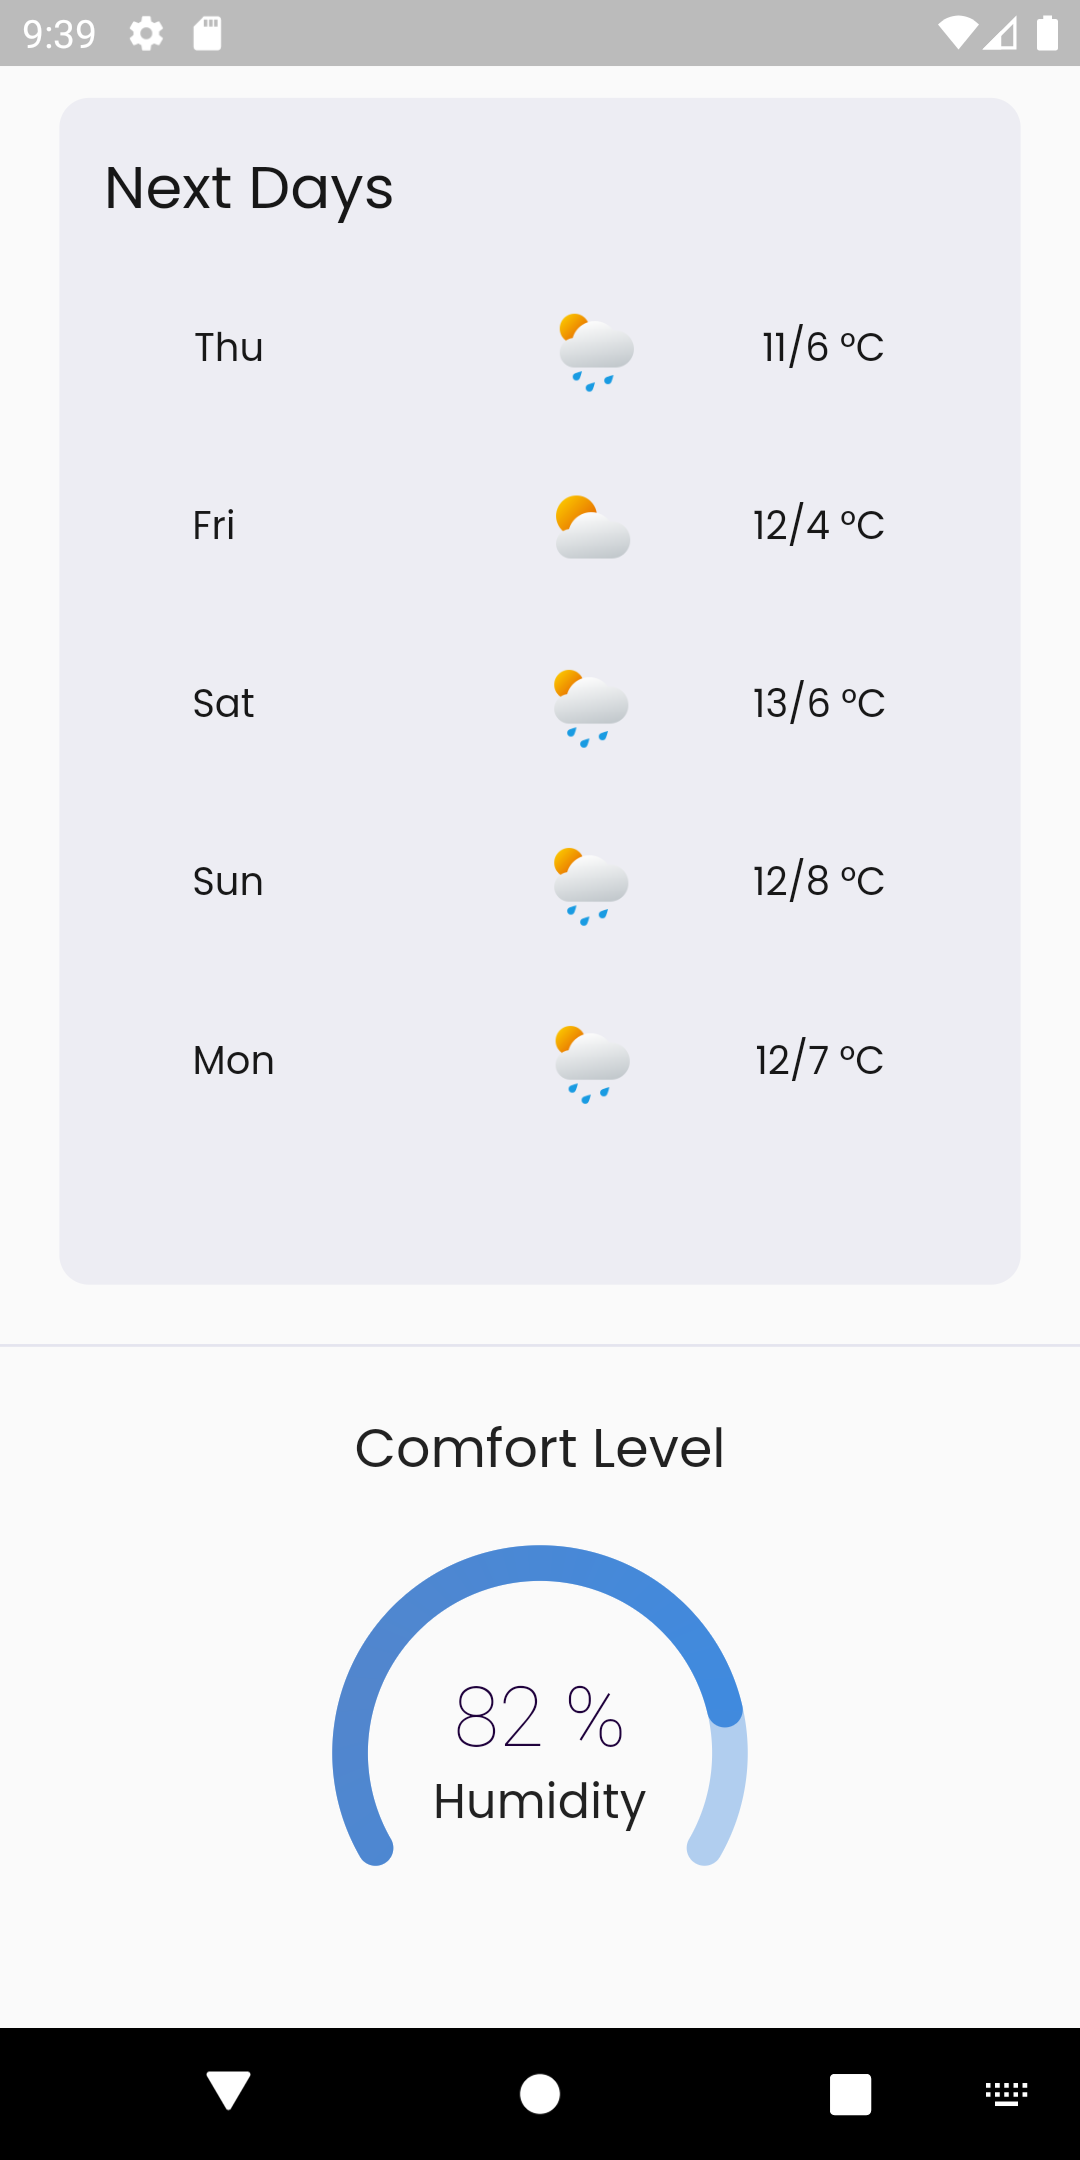 9:39
Next Days
Thu 11/6 °C
Fri 12/4 °C
Sat 13/6 °C
Sun 12/8 °C
Mon 12/7 °C
Comfort Level
82 %
Humidity